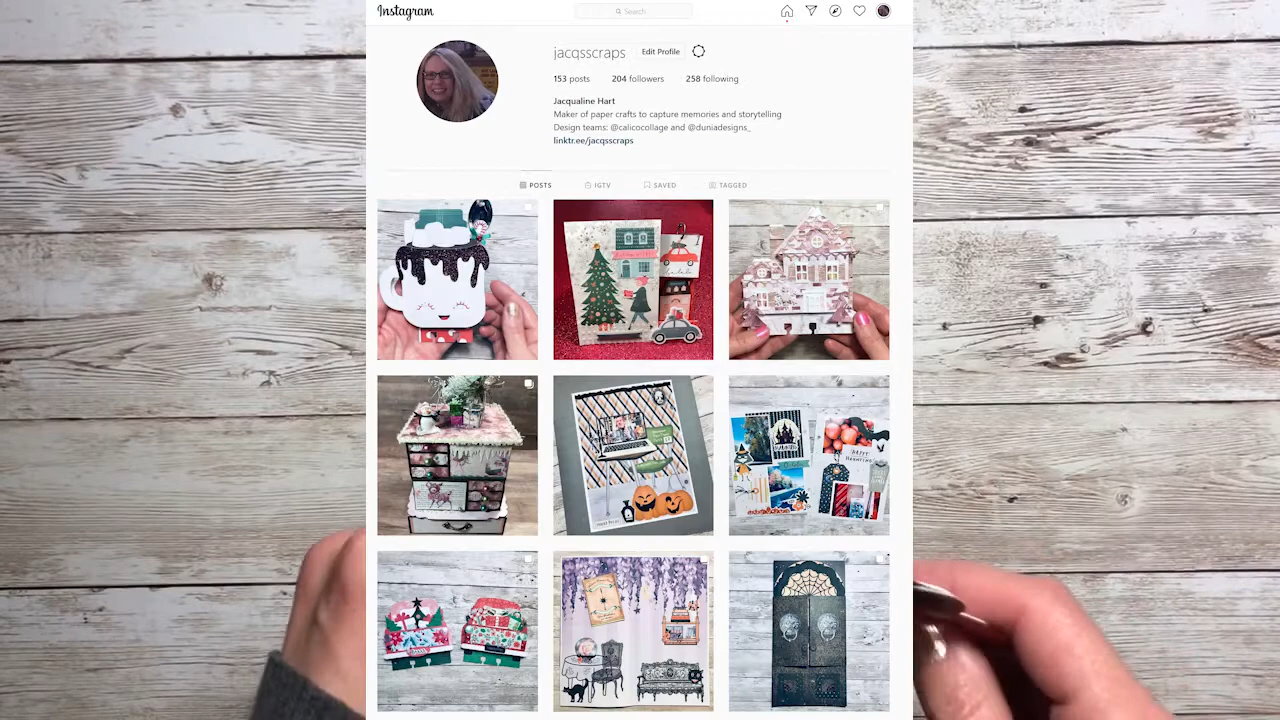 Instagram
Search
jacqsscraps Edit Profile
153 posts 204 followers 258 following
Jacqualine Hart
Maker of paper crafts to capture memories and storytelling
Design teams: @calicocollage and @duniadesigns_
linktr.ee/jacqsscraps
POSTS IGTV SAVED TAGGED